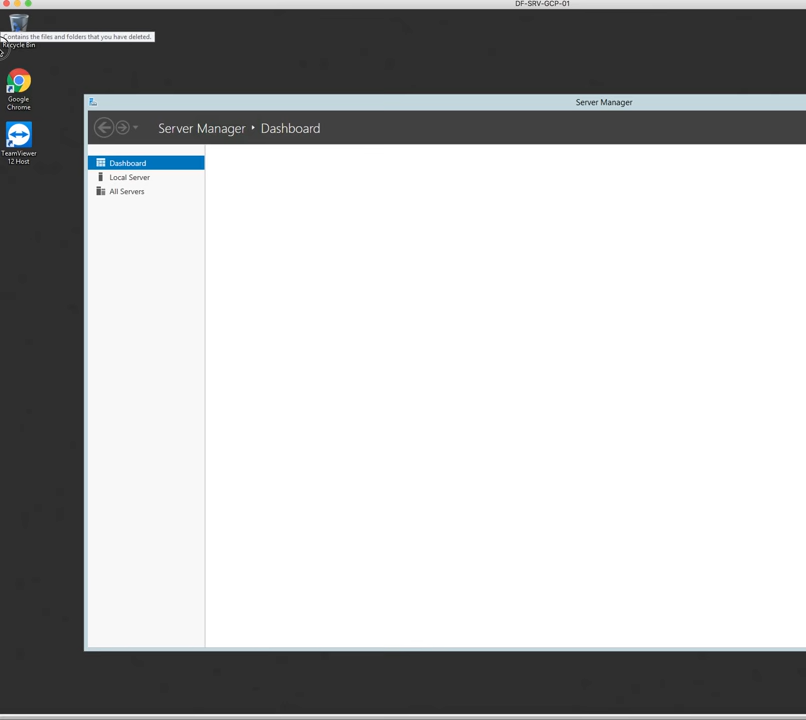 DF-SRV-GCP-01
Contains the files and folders that you have deleted.
Recycle Bin
Google
Chrome
TeamViewer
12 Host
Server Manager
Server Manager ‣ Dashboard
Dashboard
Local Server
All Servers